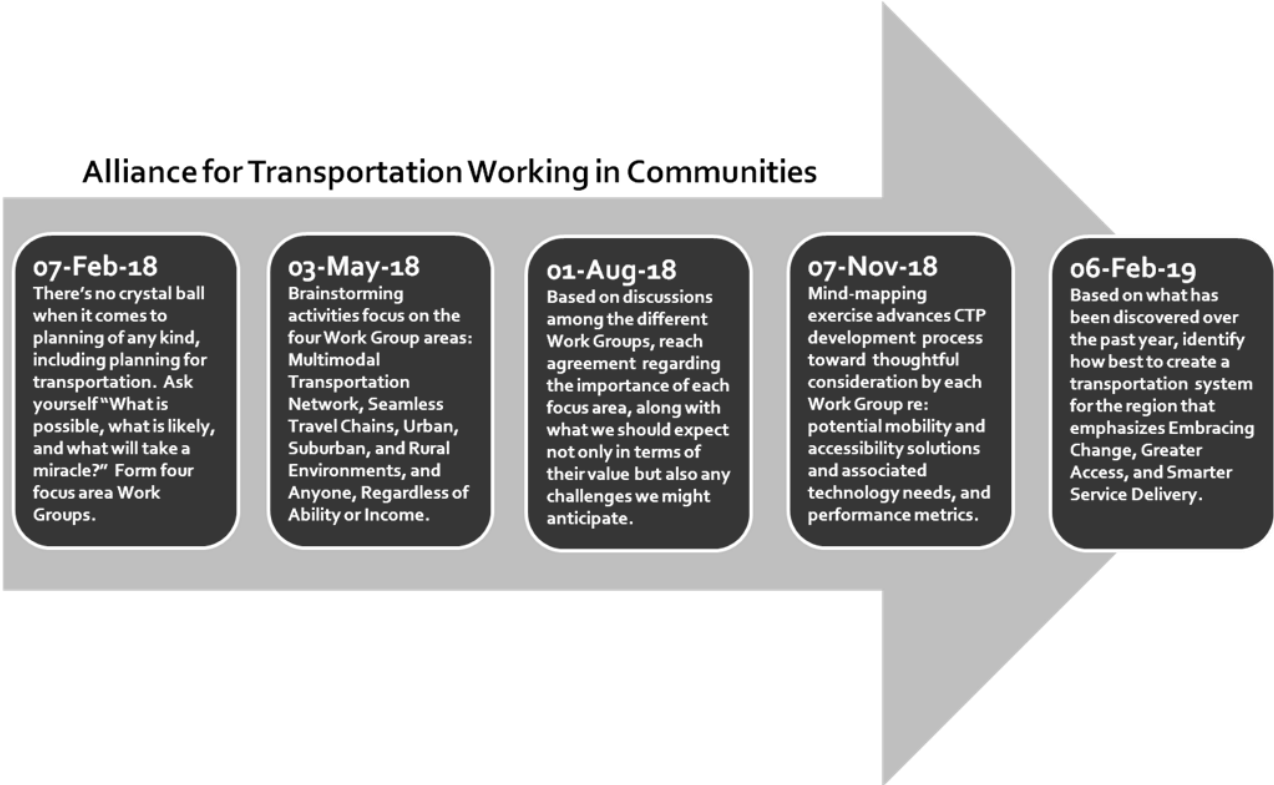 Alliance for Transportation Working in Communities
07-Feb-18
There's no crystal ball
when it comes to
planning of any kind,
including planning for
transportation. Ask
yourself "What is
possible, what is likely,
and what will take a
miracle?" Form four
focus area Work
Groups.
03-May-18
Brainstorming
activities focus on the
four Work Group areas:
Multimodal
Transportation
Network, Seamless
Travel Chains, Urban,
Suburban, and Rural
Environments, and
Anyone, Regardless of
Ability or Income.
01-Aug-18
Based on discussions
among the different
Work Groups, reach
agreement regarding
the importance of each
focus area, along with
what we should expect
not only in terms of
their value but also any
challenges we might
anticipate.
07-Nov-18
Mind-mapping
exercise advances CTP
development process
toward thoughtful
consideration by each
Work Group re:
potential mobility and
accessibility solutions
and associated
technology needs, and
performance metrics.
06-Feb-19
Based on what has
been discovered over
the past year, identify
how best to create a
transportation system
for the region that
emphasizes Embracing
Change, Greater
Access, and Smarter
Service Delivery.